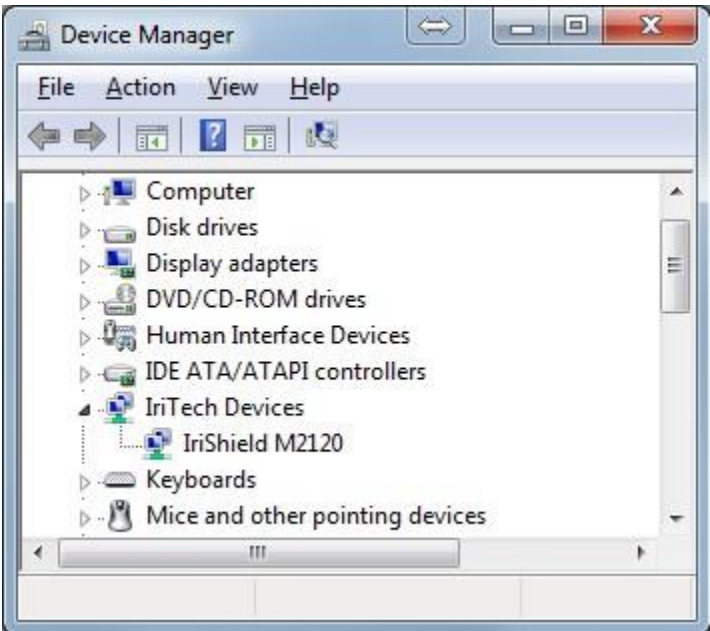 Device Manager
File Action View Help
Computer
Disk drives
Display adapters
DVD/CD-ROM drives
Human Interface Devices
IDE ATA/ATAPI controllers
IriTech Devices
IriShield M2120
Keyboards
Mice and other pointing devices